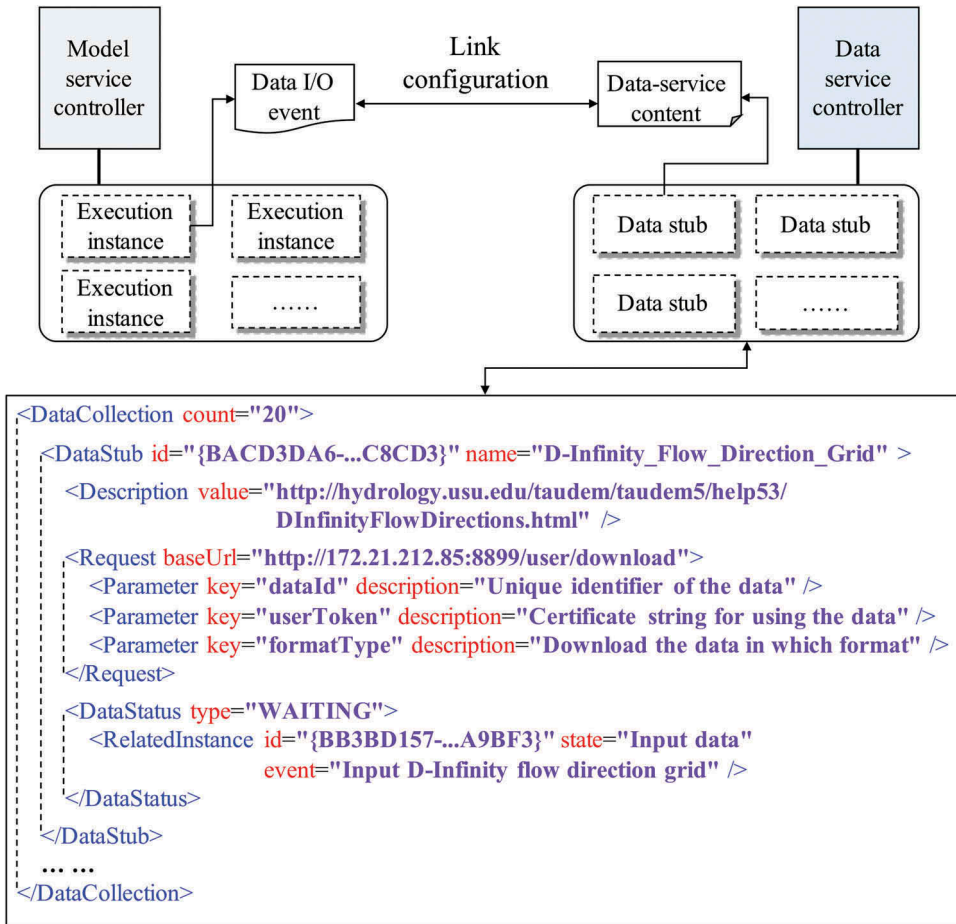 Model
service
controller
Data I/O
event
Link
configuration
Data-service
content
Data
service
controller
Execution
instance
Execution
instance
Execution
instance
......
Data stub
Data stub
Data stub
......
<DataCollection count="20">
<DataStub id="{BACD3DA6-...C8CD3}" name="D-Infinity_Flow_Direction_Grid" >
<Description value="http://hydrology.usu.edu/taudem/taudem5/help53/
DInfinityFlowDirections.html" />
<Request baseUrl="http://172.21.212.85:8899/user/download">
<Parameter key="dataId" description="Unique identifier of the data" />
<Parameter key="userToken" description="Certificate string for using the data" />
<Parameter key="formatType" description="Download the data in which format" />
</Request>
<DataStatus type="WAITING">
<RelatedInstance id="{BB3BD157-...A9BF3}" state="Input data"
event="Input D-Infinity flow direction grid" />
</DataStatus>
</DataStub>
... ...
</DataCollection>